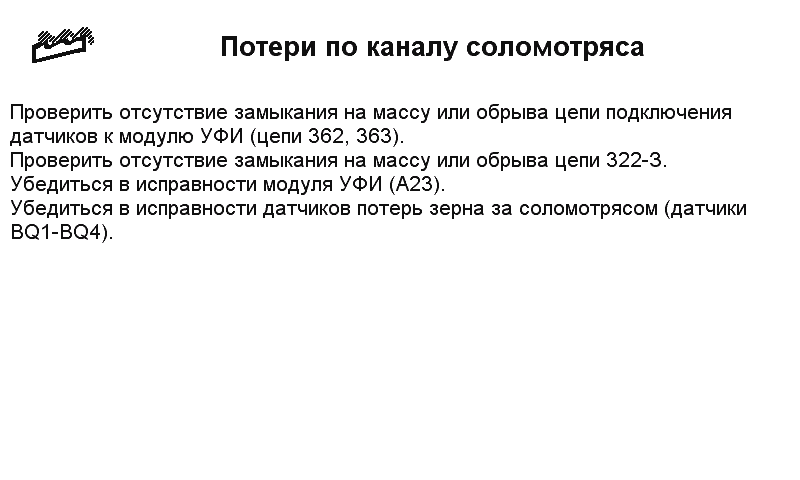 Потери по каналу соломотряса
Проверить отсутствие замыкания на массу или обрыва цепи подключения
датчиков к модулю УФИ (цепи 362, 363).
Проверить отсутствие замыкания на массу или обрыва цепи 322-3.
Убедиться в исправности модуля УФИ (А23).
Убедиться в исправности датчиков потерь зерна за соломотрясом (датчики
BQ1-BQ4).